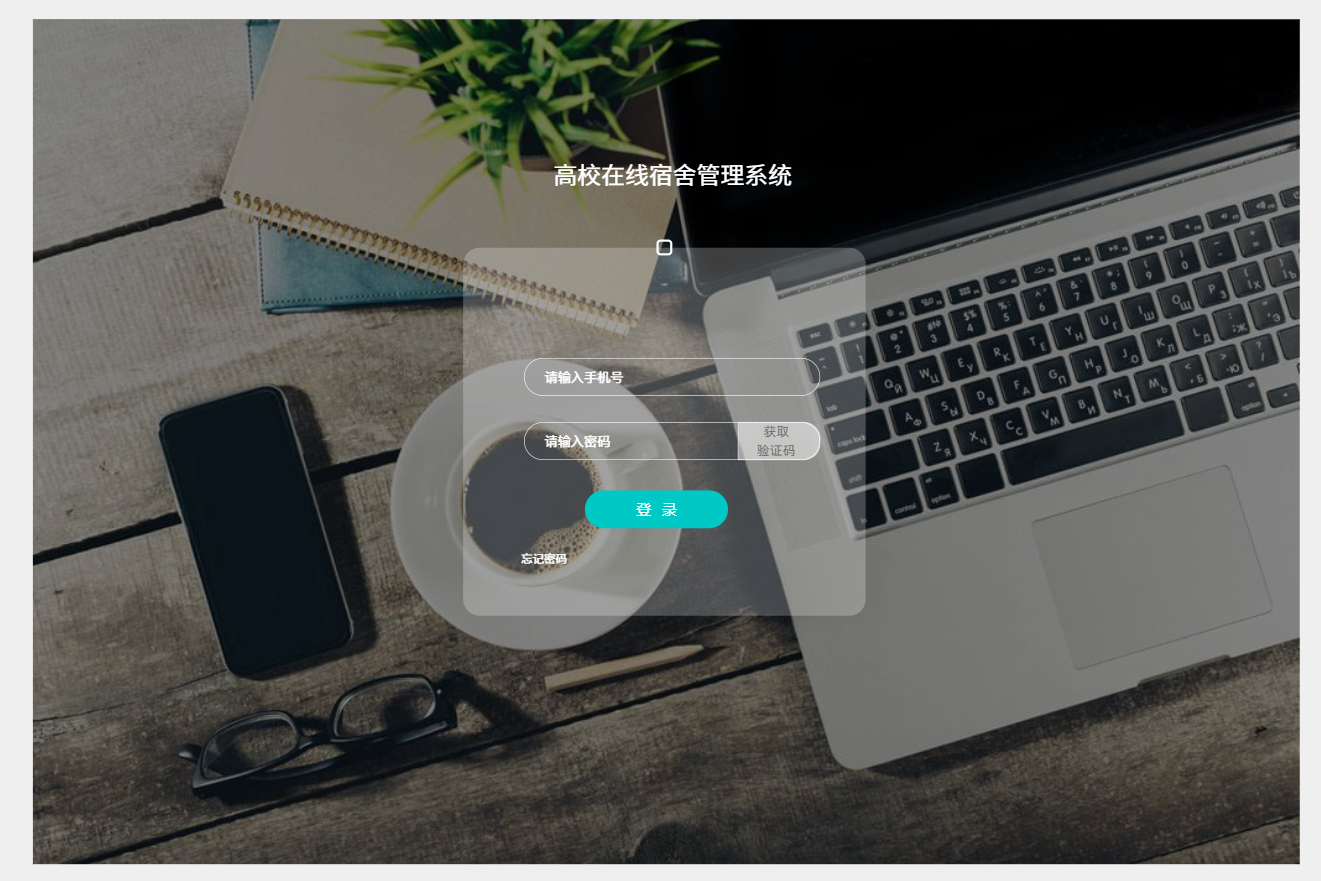 高校在线宿舍管理系统
请输入手机号
请输入密码
获取
验证码
登 录
忘记密码